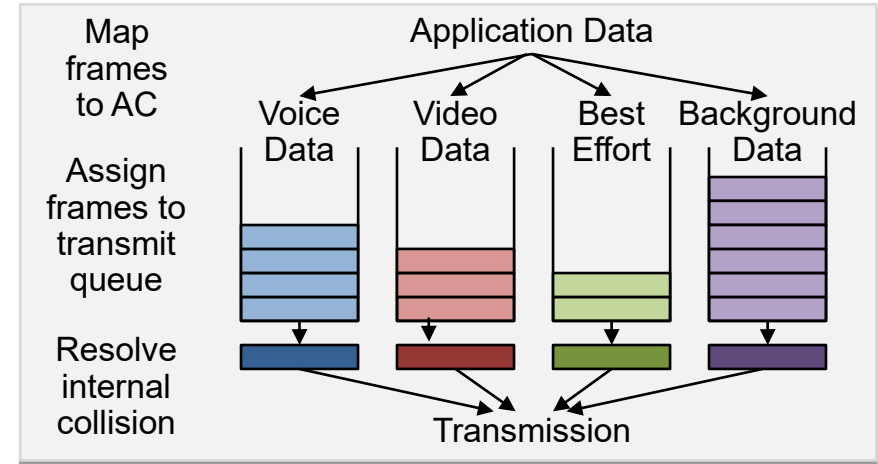 Map
frames
to AC
Application Data
Voice
Data
Video
Data
Best
Effort
Background
Data
Assign
frames to
transmit
queue
Resolve
internal
collision
Transmission